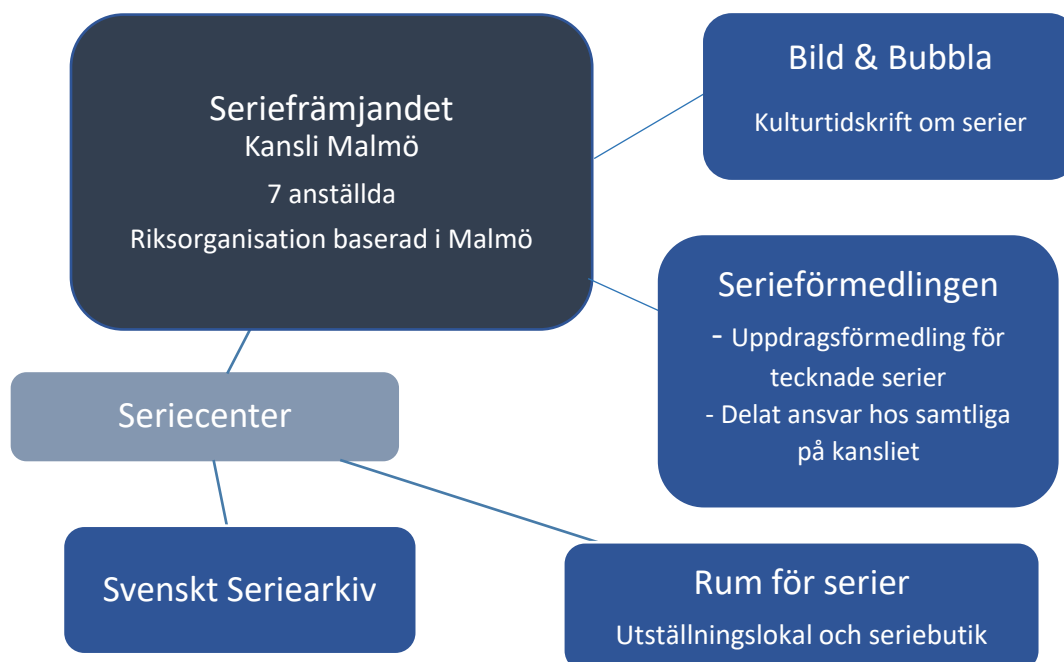 Seriefrämjandet
Kansli Malmö
7 anställda
Riksorganisation baserad i Malmö
Bild & Bubbla
Kulturtidskrift om serier
Serieförmedlingen
- Uppdragsförmedling för
tecknade serier
- Delat ansvar hos samtliga
på kansliet
Seriecenter
Svenskt Seriearkiv
Rum för serier
Utställningslokal och seriebutik